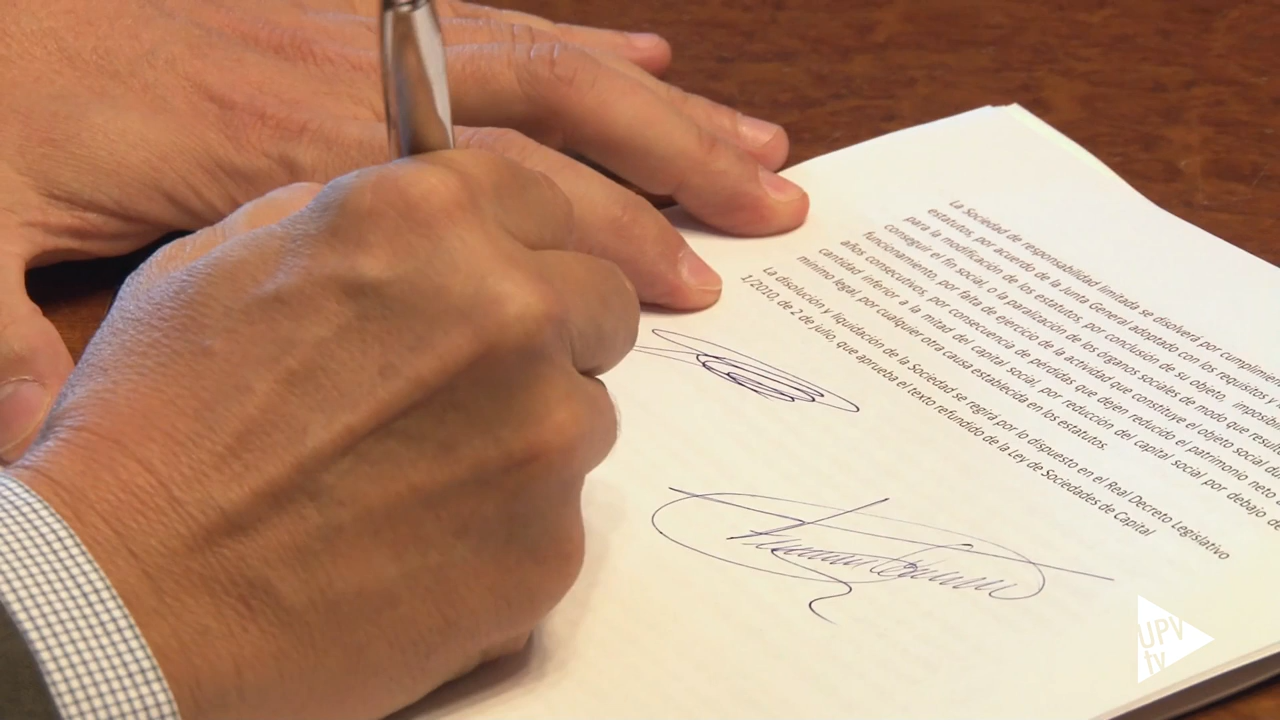 La Sociedad de responsabilidad limitada se disolverá por cumplimie
estatutos, por acuerdo de la Junta General adoptado con los requisitos y
para la modificación de los estatutos, por conclusión de su objeto, imposibi
conseguir el fin social, o la paralización de los órganos sociales de modo que result
funcionamiento, por falta de ejercicio de la actividad que constituye el objeto social du
años consecutivos, por consecuencia de pérdidas que dejen reducido el patrimonio neto
cantidad inferior a la mitad del capital social, por reducción del capital social por debajo de
mínimo legal, por cualquier otra causa establecida en los estatutos.
La disolución y liquidación de la Sociedad se regirá por lo dispuesto en el Real Decreto Legislativo
1/2010, de 2 de julio, que aprueba el texto refundido de la Ley de Sociedades de Capital
UPV
tv